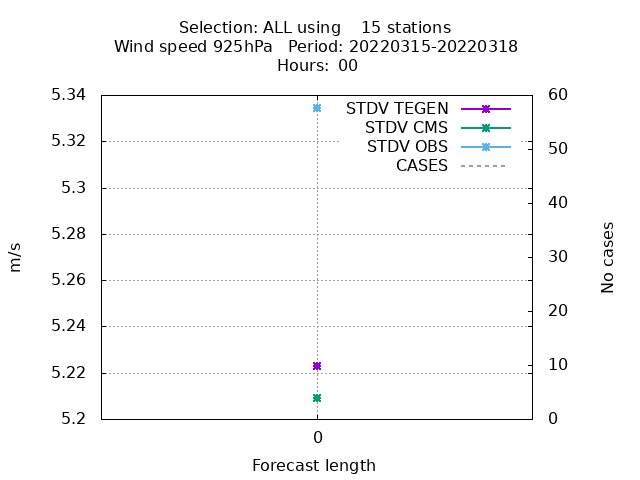 Selection: ALL using    15 stations
Wind speed 925hPa   Period: 20220315-20220318
Hours:  00
5.34
5.32
5.3
5.28
5.26
5.24
5.22
5.2
60
50
40
30
20
10
0
STDV TEGEN
STDV CMS
STDV OBS
CASES
m/s
No cases
0
Forecast length